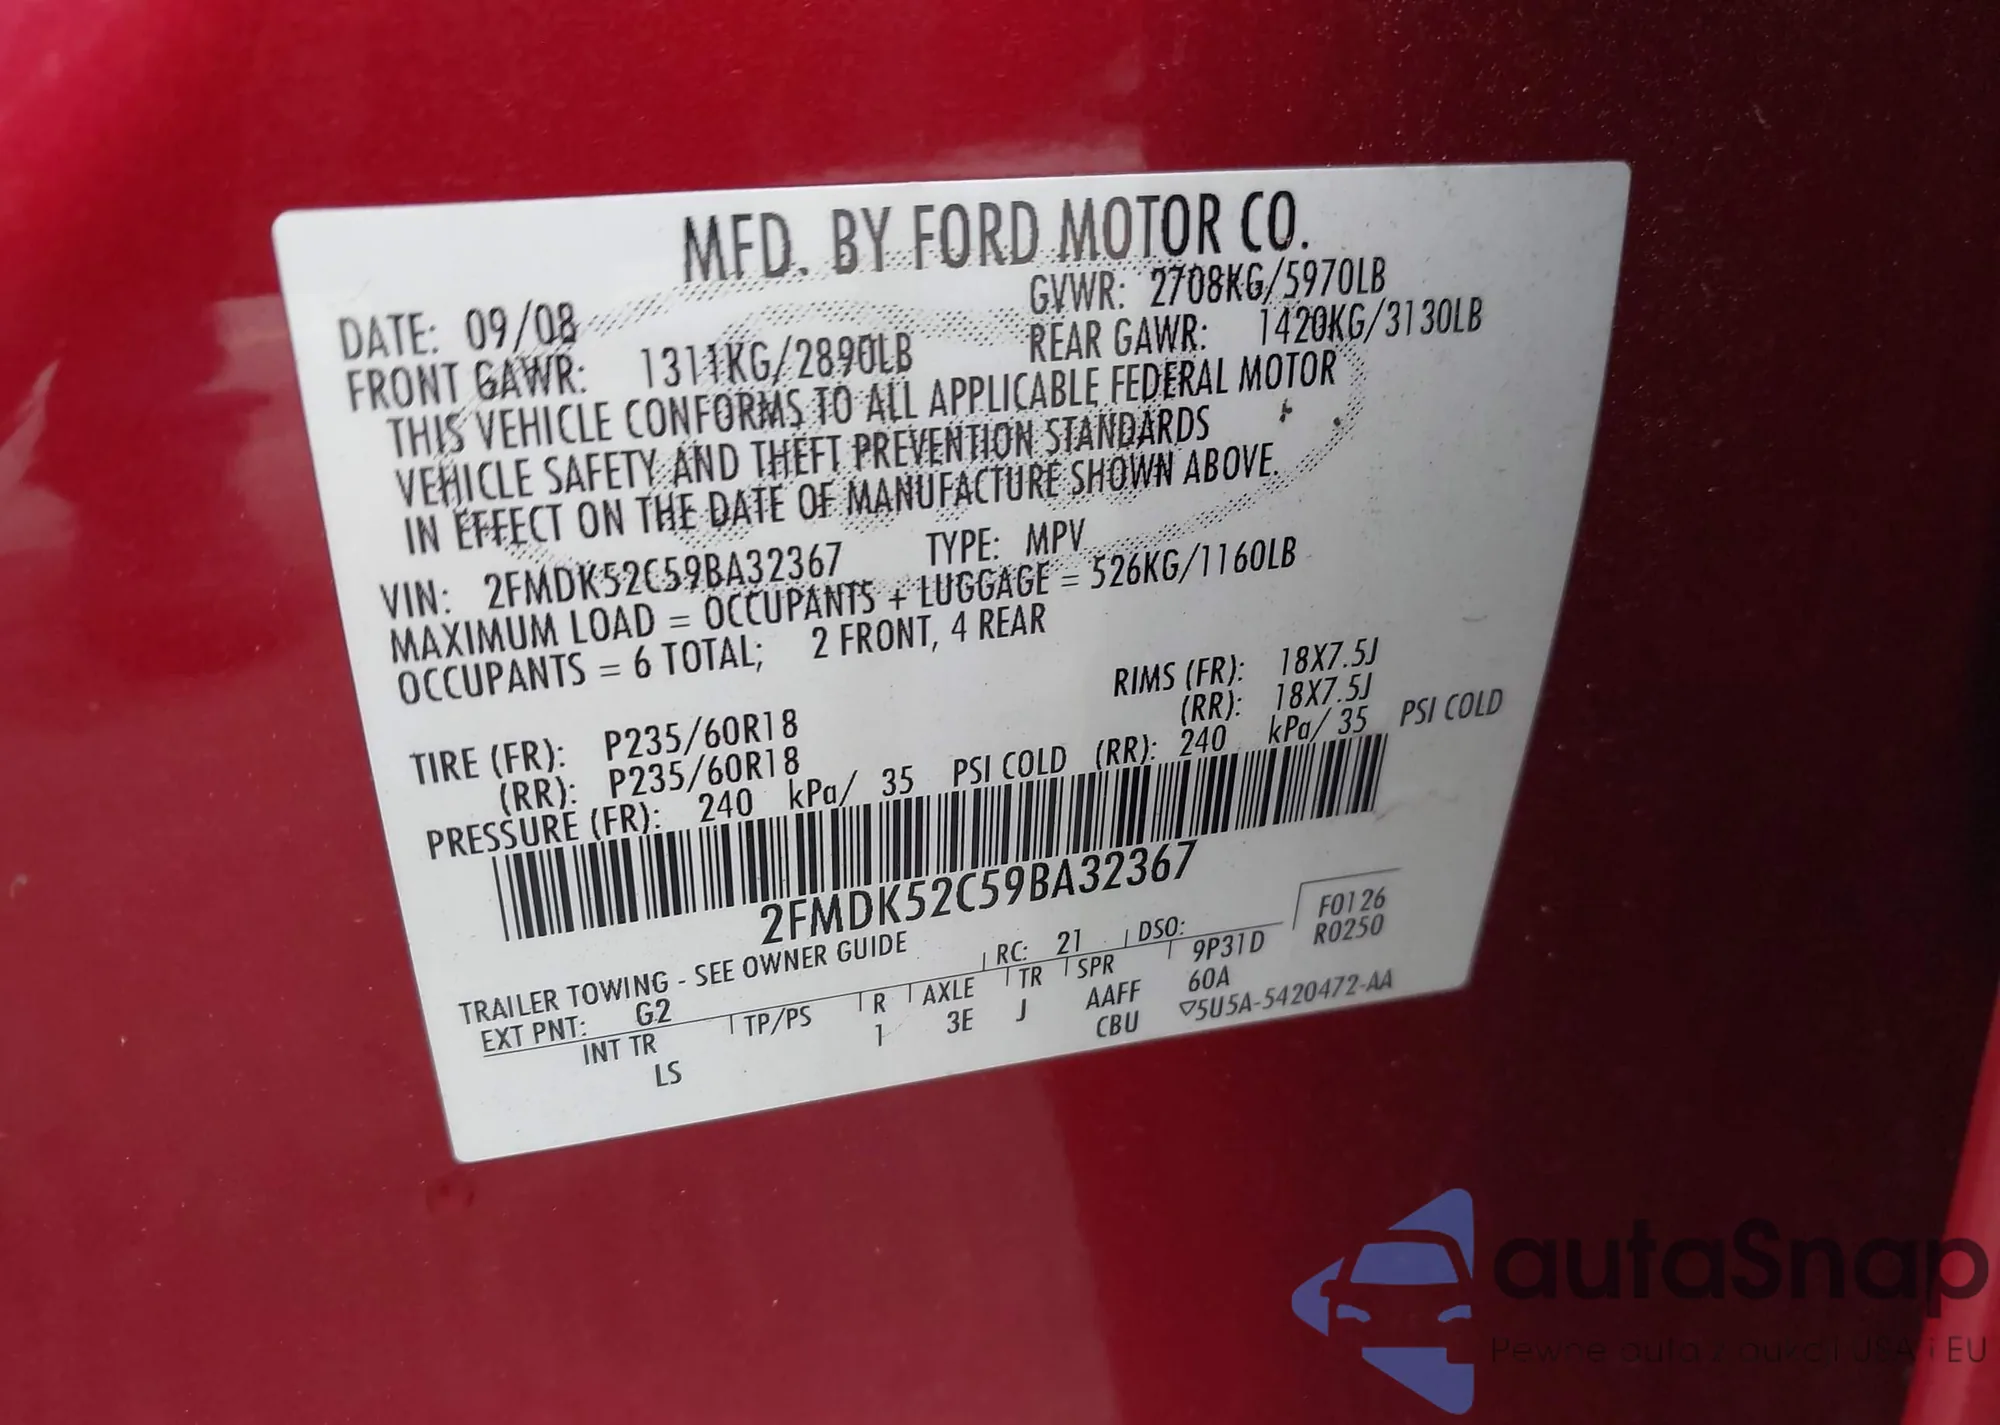 MFD. BY FORD MOTOR CO.
DATE: 09/08 GVWR: 2708KG/5970LB
FRONT GAWR: 1311KG/2890LB REAR GAWR: 1420KG/3130LB
THIS VEHICLE CONFORMS TO ALL APPLICABLE FEDERAL MOTOR
VEHICLE SAFETY AND THEFT PREVENTION STANDARDS
IN EFFECT ON THE DATE OF MANUFACTURE SHOWN ABOVE.
VIN: 2FMDK52C59BA32367 TYPE: MPV
MAXIMUM LOAD = OCCUPANTS + LUGGAGE = 526KG/1160LB
OCCUPANTS = 6 TOTAL; 2 FRONT, 4 REAR
TIRE (FR): P235/60R18 RIMS (FR): 18X7.5J
(RR): P235/60R18 (RR): 18X7.5J
PRESSURE (FR): 240 kPa/ 35 PSI COLD (RR): 240 kPa/ 35 PSI COLD
2FMDK52C59BA32367
TRAILER TOWING - SEE OWNER GUIDE
EXT PNT: G2 RC: 21 DSO: F0126
R0250
INT TR TP/PS R AXLE TR SPR 9P31D
LS 1 3E J AAFF 60A
CBU ▽5U5A-5420472-AA
autaSnap
Pewne auta z aukcji USA i EU